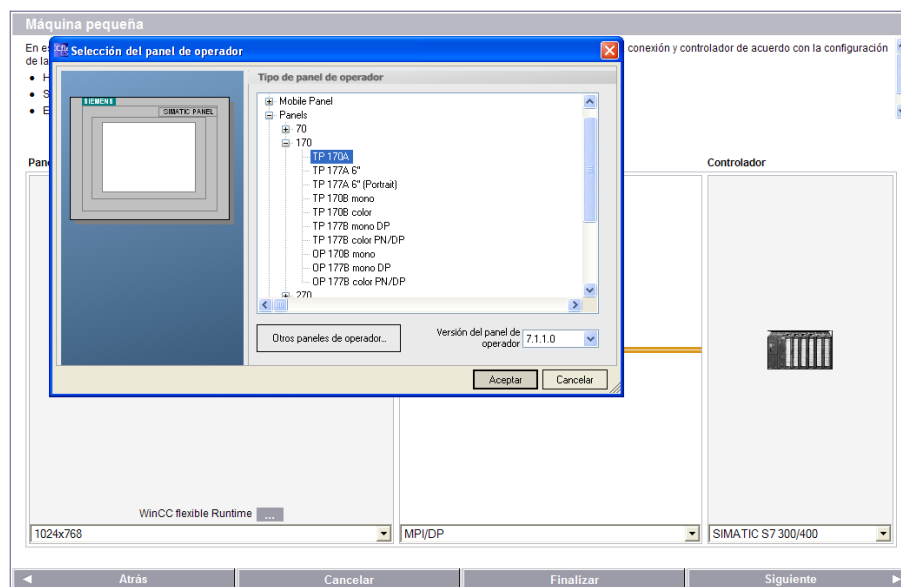 Máquina pequeña
En es
conexión y controlador de acuerdo con la configuración
de la
H
S
E
Selección del panel de operador
Tipo de panel de operador
SIEMENS
SIMATIC PANEL
Mobile Panel
Panels
70
170
TP 170A
TP 177A 6"
TP 177A 6" (Portrait)
TP 170B mono
TP 170B color
TP 177B mono DP
TP 177B color PN/DP
OP 170B mono
OP 177B mono DP
OP 177B color PN/DP
270
Otros paneles de operador...
Versión del panel de operador
7.1.1.0
Aceptar
Cancelar
Pane
Controlador
WinCC flexible Runtime
...
1024x768
MPI/DP
SIMATIC S7 300/400
Atrás
Cancelar
Finalizar
Siguiente